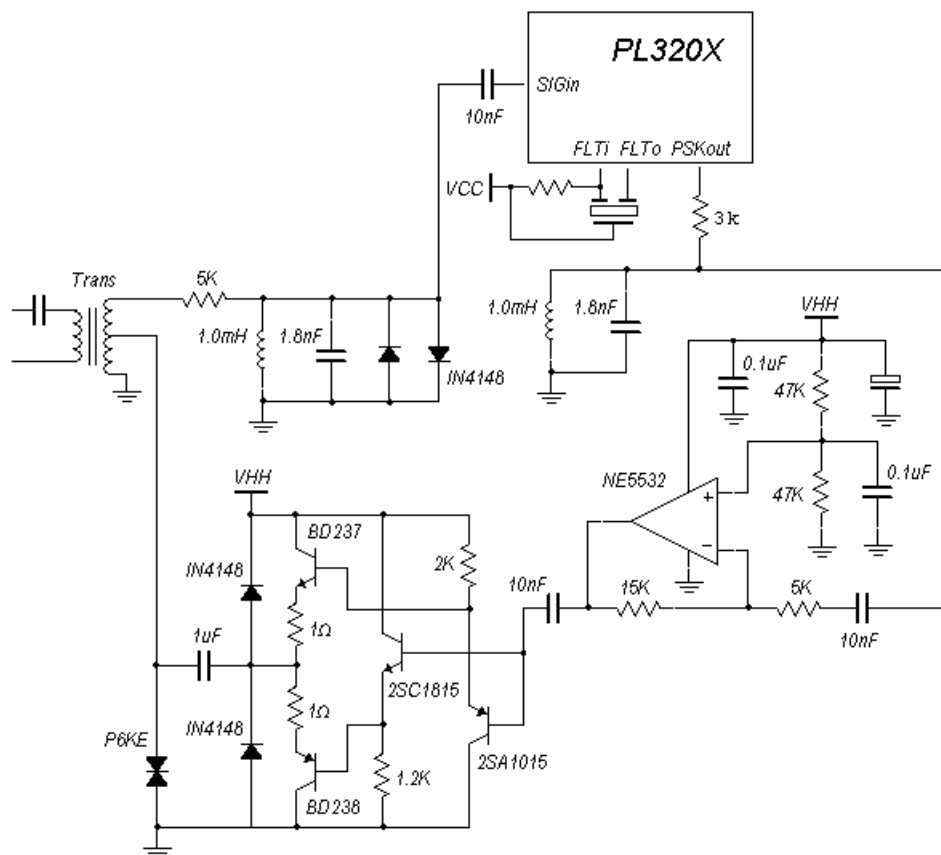 PL320X
SIGin
10nF
FLTi FLTo PSKout
VCC
3k
Trans
5K
1.0mH
1.8nF
IN4148
1.0mH
1.8nF
VHH
0.1uF
47K
NE5532
47K
0.1uF
VHH
BD237
IN4148
2K
10nF
15K
5K
10nF
1Ω
1uF
2SC1815
1Ω
IN4148
P6KE
2SA1015
1.2K
BD238
+
−